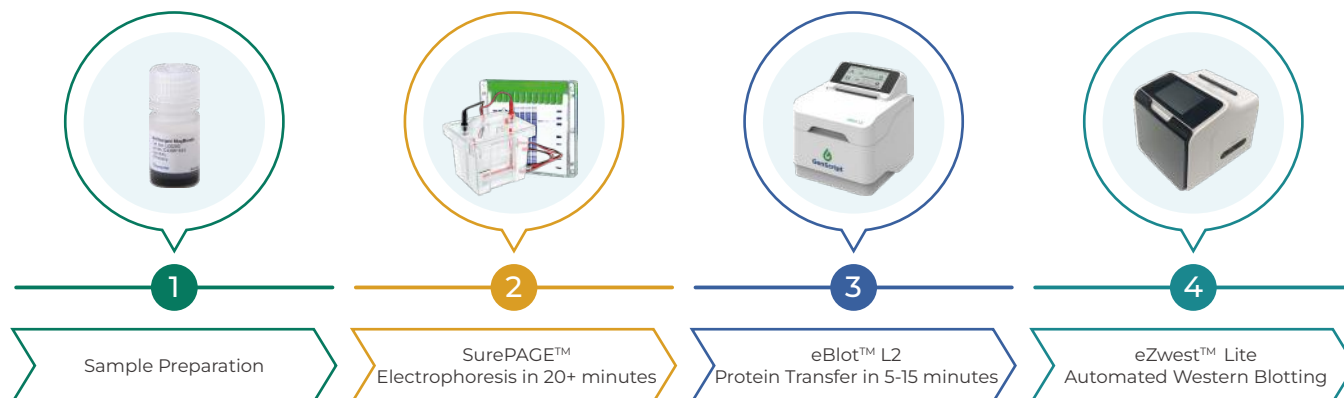 GenScript
1
2
3
4
Sample Preparation
SurePAGE™
Electrophoresis in 20+ minutes
eBlot™ L2
Protein Transfer in 5-15 minutes
eZwest™ Lite
Automated Western Blotting